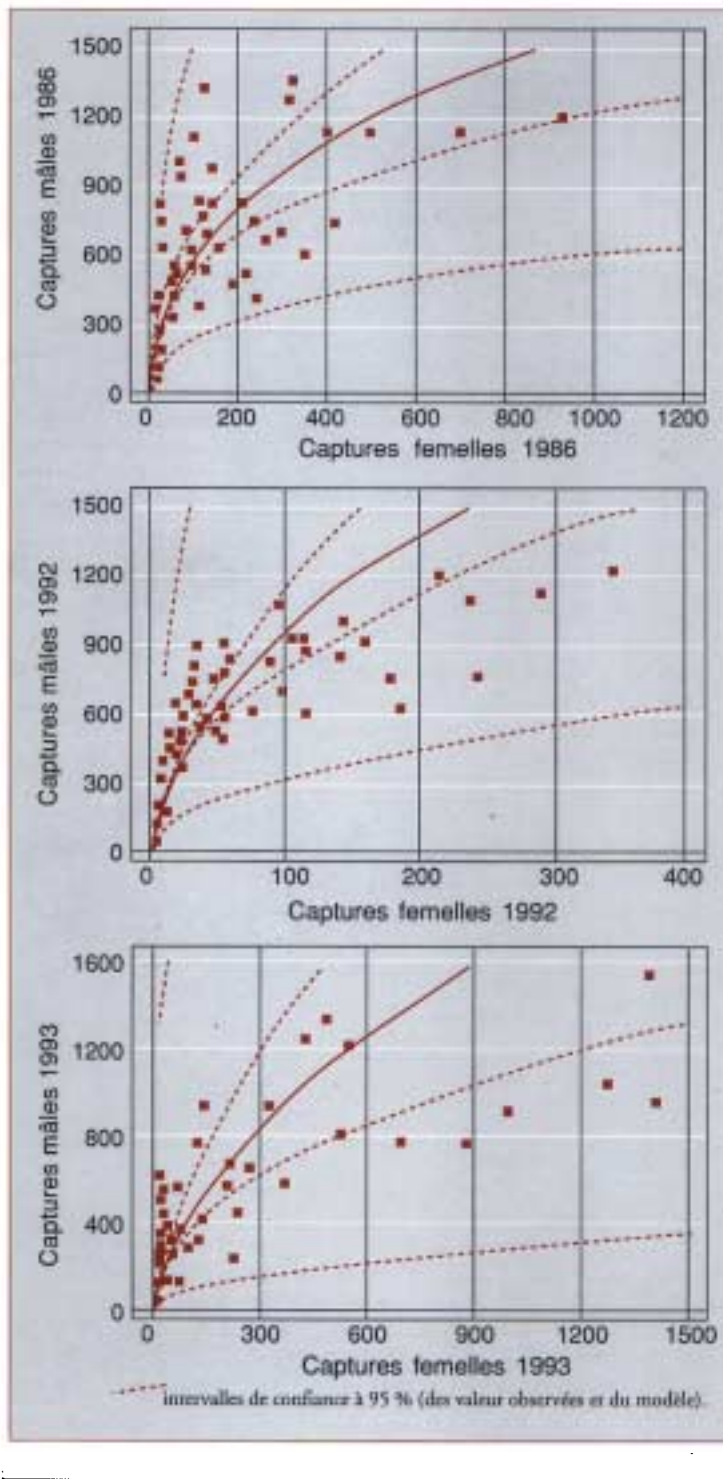 Captures mâles 1986
1500
1200
900
600
300
0
0 200 400 600 800 1000 1200
Captures femelles 1986
Captures mâles 1992
1500
1200
900
600
300
0
0 100 200 300 400
Captures femelles 1992
Captures mâles 1993
1600
1200
800
400
0
0 300 600 900 1200 1500
Captures femelles 1993
intervalles de confiance à 95 % (des valeur observées et du modèle).